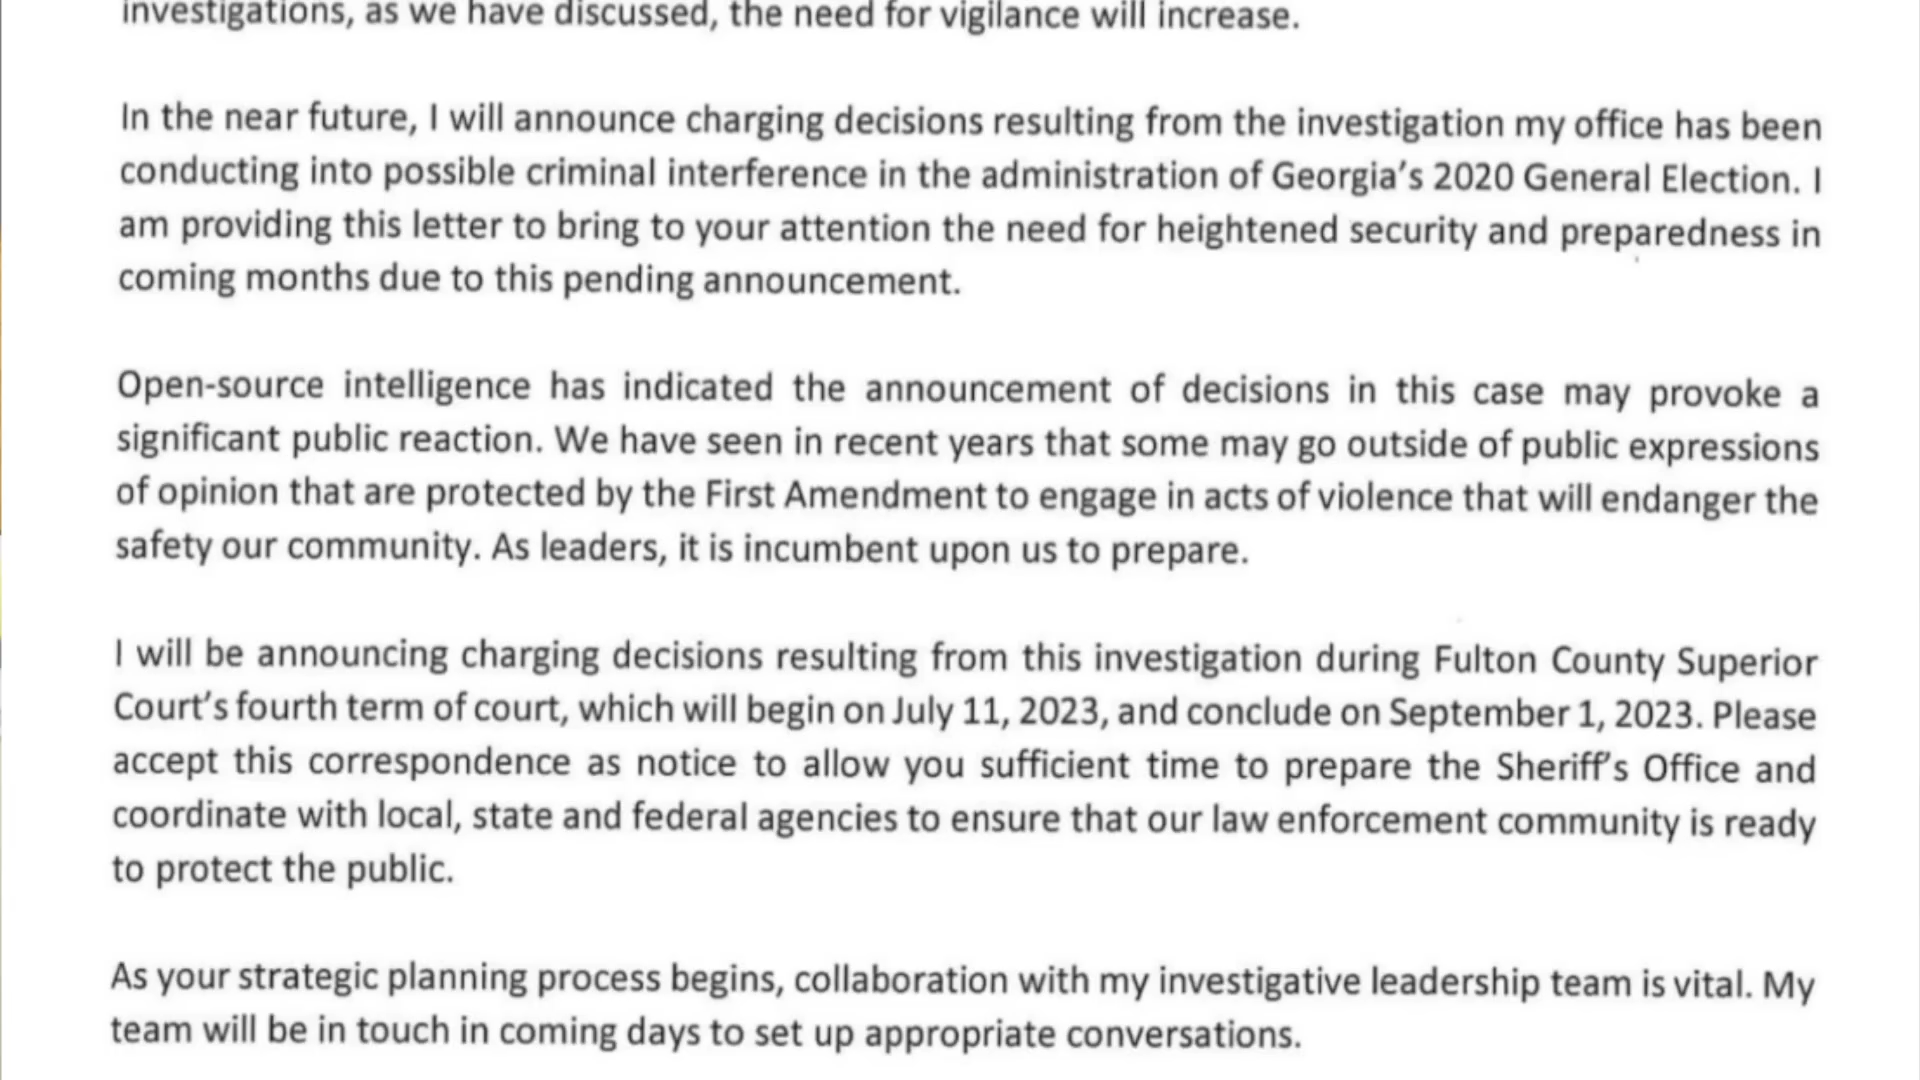 investigations, as we have discussed, the need for vigilance will increase.
In the near future, I will announce charging decisions resulting from the investigation my office has been
conducting into possible criminal interference in the administration of Georgia's 2020 General Election. I
am providing this letter to bring to your attention the need for heightened security and preparedness in
coming months due to this pending announcement.
Open-source intelligence has indicated the announcement of decisions in this case may provoke a
significant public reaction. We have seen in recent years that some may go outside of public expressions
of opinion that are protected by the First Amendment to engage in acts of violence that will endanger the
safety our community. As leaders, it is incumbent upon us to prepare.
I will be announcing charging decisions resulting from this investigation during Fulton County Superior
Court's fourth term of court, which will begin on July 11, 2023, and conclude on September 1, 2023. Please
accept this correspondence as notice to allow you sufficient time to prepare the Sheriff's Office and
coordinate with local, state and federal agencies to ensure that our law enforcement community is ready
to protect the public.
As your strategic planning process begins, collaboration with my investigative leadership team is vital. My
team will be in touch in coming days to set up appropriate conversations.